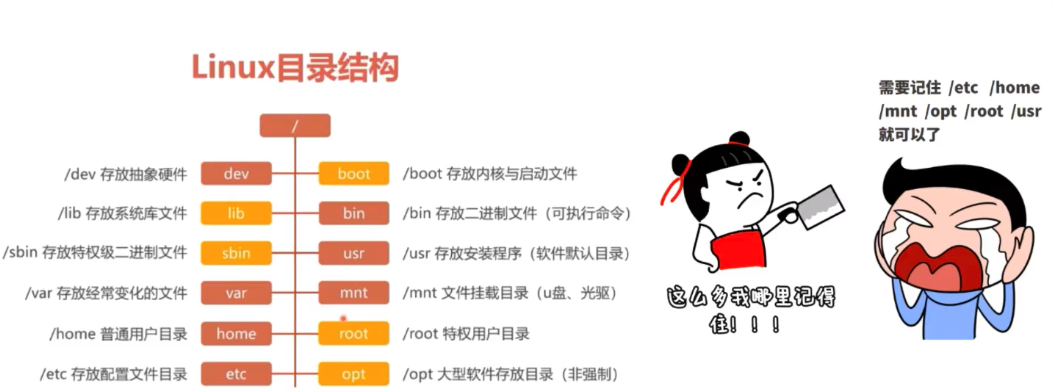 Linux目录结构
/
/dev 存放抽象硬件 dev boot /boot 存放内核与启动文件
/lib 存放系统库文件 lib bin /bin 存放二进制文件（可执行命令）
/sbin 存放特权级二进制文件 sbin usr /usr 存放安装程序（软件默认目录）
/var 存放经常变化的文件 var mnt /mnt 文件挂载目录（u盘、光驱）
/home 普通用户目录 home root /root 特权用户目录
/etc 存放配置文件目录 etc opt /opt 大型软件存放目录（非强制）
这么多我哪里记得
住！！！
需要记住 /etc /home
/mnt /opt /root /usr
就可以了